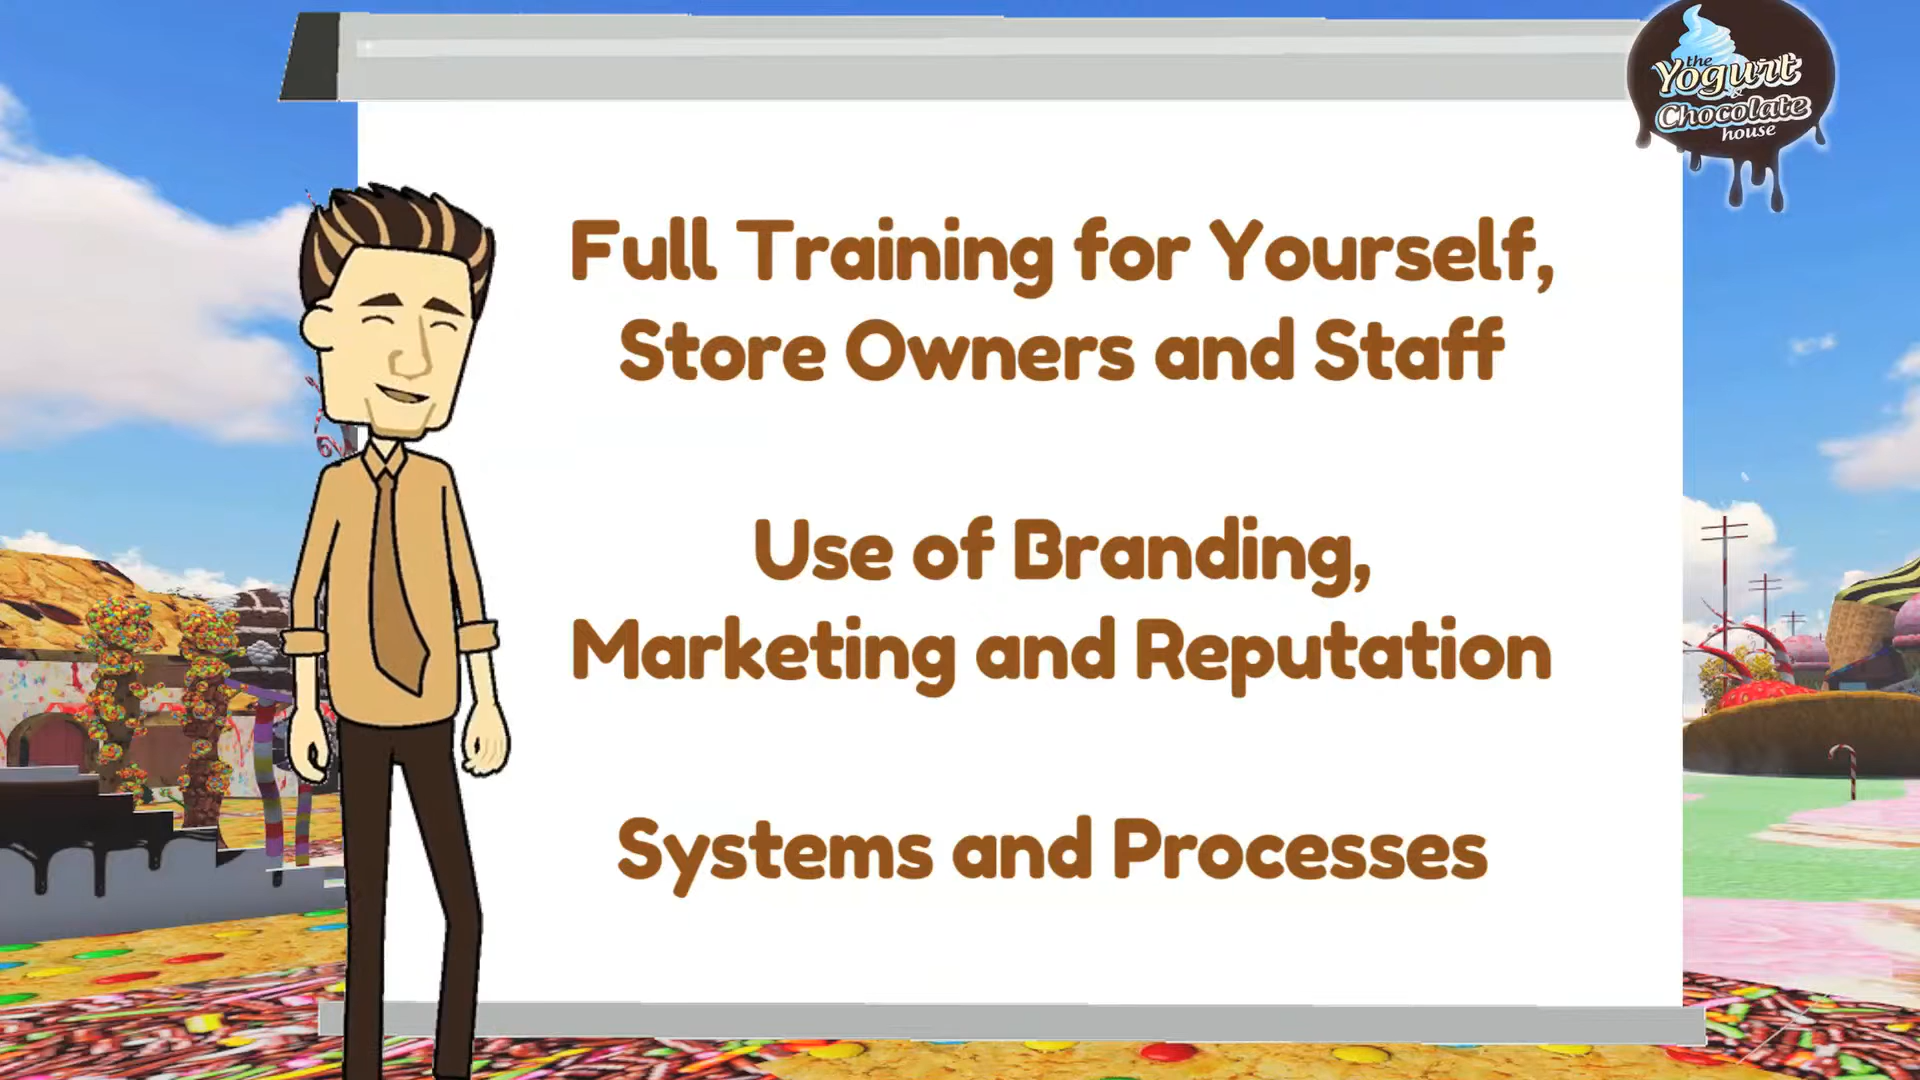 the
Yogurt
&
Chocolate
house
Full Training for Yourself,
Store Owners and Staff
Use of Branding,
Marketing and Reputation
Systems and Processes